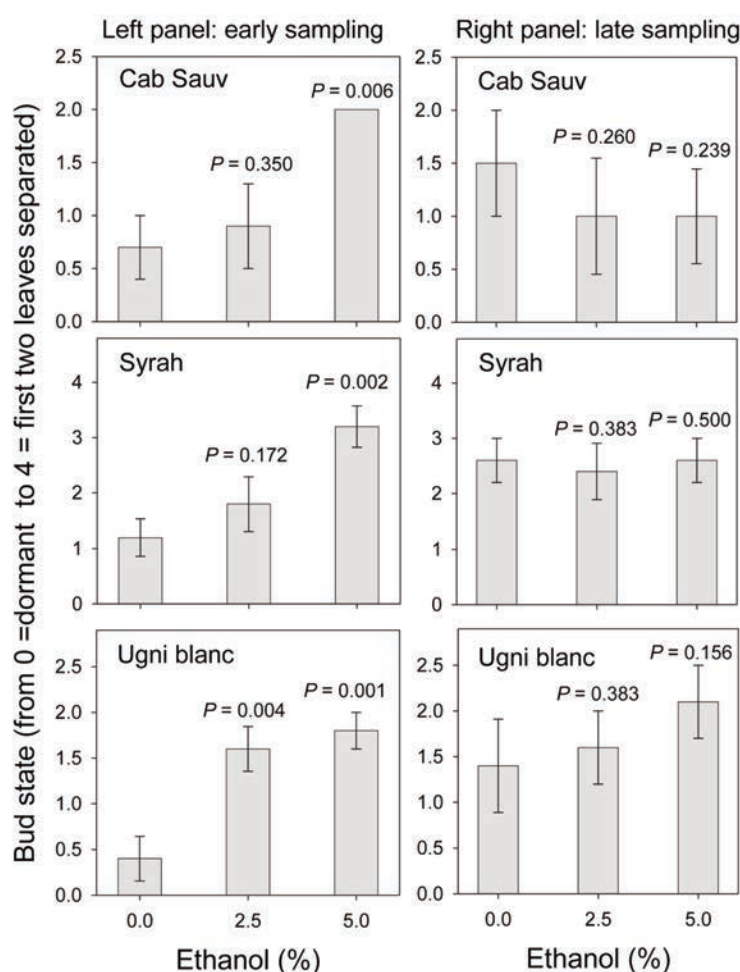 Left panel: early sampling
Right panel: late sampling
Bud state (from 0 =dormant to 4 = first two leaves separated)
Cab Sauv
P = 0.006
P = 0.350
2.5
2.0
1.5
1.0
0.5
0.0
Cab Sauv
P = 0.260
P = 0.239
2.5
2.0
1.5
1.0
0.5
0.0
Syrah
P = 0.002
P = 0.172
4
3
2
1
0
Syrah
P = 0.383
P = 0.500
4
3
2
1
0
Ugni blanc
P = 0.004
P = 0.001
2.5
2.0
1.5
1.0
0.5
0.0
0.0 2.5 5.0
Ethanol (%)
Ugni blanc
P = 0.156
P = 0.383
2.5
2.0
1.5
1.0
0.5
0.0
0.0 2.5 5.0
Ethanol (%)